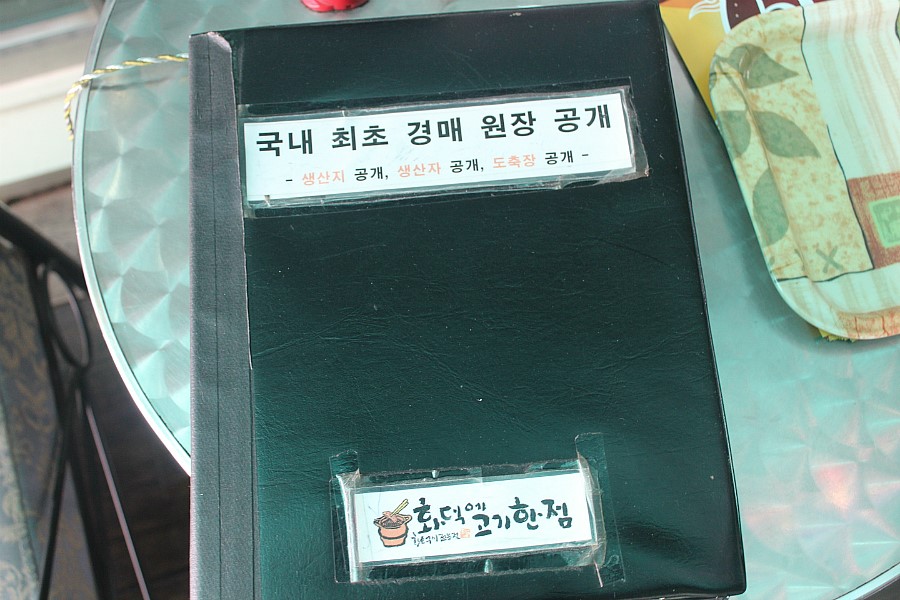 국내 최초 경매 원장 공개
- 생산지 공개, 생산자 공개, 도축장 공개 -
화덕에 고기한점